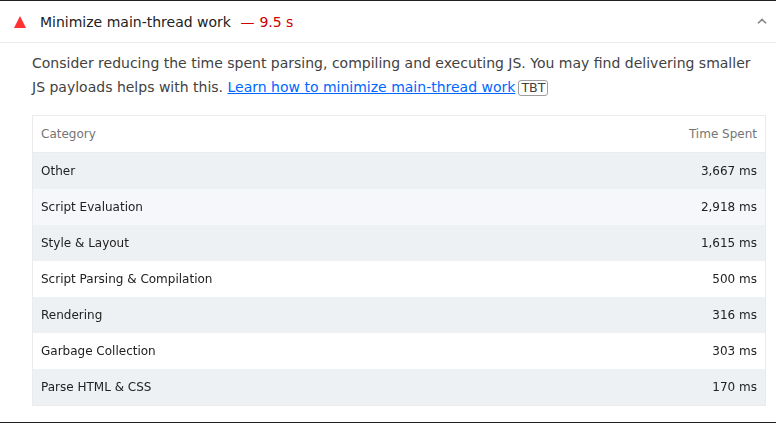 Minimize main-thread work — 9.5 s
Consider reducing the time spent parsing, compiling and executing JS. You may find delivering smaller
JS payloads helps with this. Learn how to minimize main-thread work TBT
Category Time Spent
Other 3,667 ms
Script Evaluation 2,918 ms
Style & Layout 1,615 ms
Script Parsing & Compilation 500 ms
Rendering 316 ms
Garbage Collection 303 ms
Parse HTML & CSS 170 ms